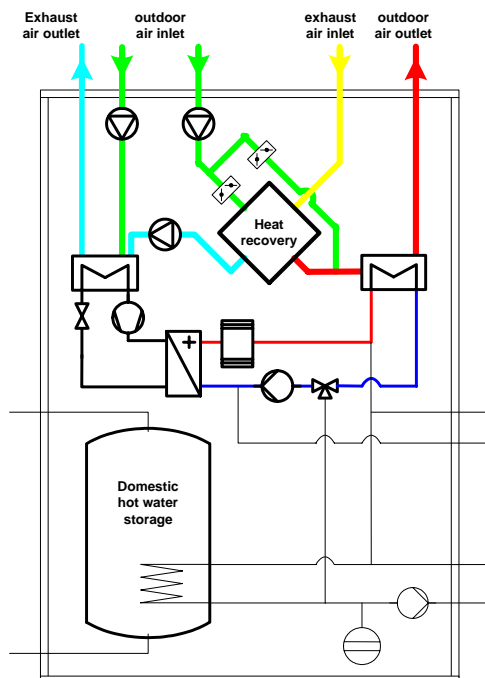 Exhaust
air outlet
outdoor
air inlet
exhaust
air inlet
outdoor
air outlet
Heat
recovery
+
Domestic
hot water
storage